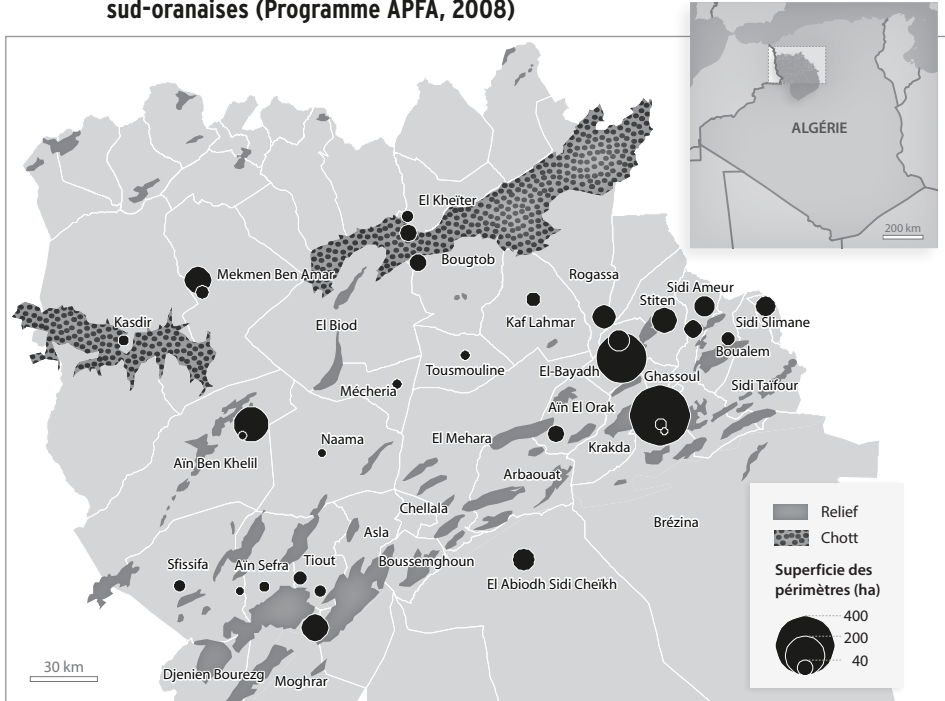 sud-oranaises (Programme APFA, 2008)
ALGÉRIE
200 km
El Kheïter
Bougtob
Mekmen Ben Amar
Rogassa
Sidi Ameur
Stiten
Kasdir
El Biod
Kaf Lahmar
Sidi Slimane
Boualem
Tousmouline
El-Bayadh
Ghassoul
Mécheria
Sidi Taïfour
Aïn El Orak
Naama
El Mehara
Krakda
Aïn Ben Khelil
Arbaouat
Chellala
Brézina
Asla
Sfissifa
Aïn Sefra
Tiout
Boussemghoun
El Abiodh Sidi Cheïkh
Djenien Bourezg
Moghrar
30 km
Relief
Chott
Superficie des
périmètres (ha)
400
200
40